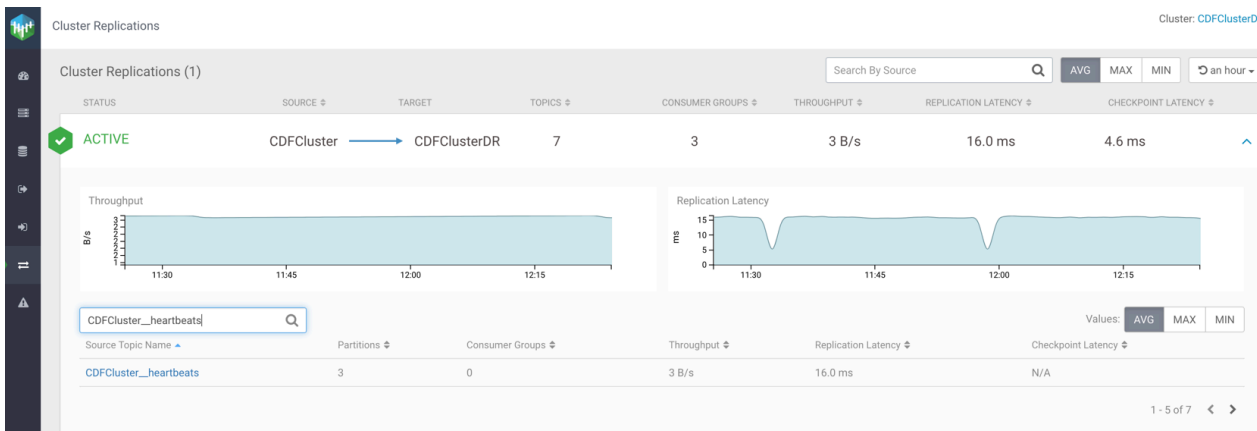 Cluster Replications
Cluster: CDFClusterD
Cluster Replications (1)
Search By Source
AVG MAX MIN an hour
STATUS SOURCE TARGET TOPICS CONSUMER GROUPS THROUGHPUT REPLICATION LATENCY CHECKPOINT LATENCY
ACTIVE CDFCluster CDFClusterDR 7 3 3 B/s 16.0 ms 4.6 ms
Throughput
B/s
3
2
2
2
2
2
1
11:30 11:45 12:00 12:15
Replication Latency
ms
15
10
5
0
11:30 11:45 12:00 12:15
CDFCluster__heartbeats
Values: AVG MAX MIN
Source Topic Name Partitions Consumer Groups Throughput Replication Latency Checkpoint Latency
CDFCluster__heartbeats 3 0 3 B/s 16.0 ms N/A
1 - 5 of 7